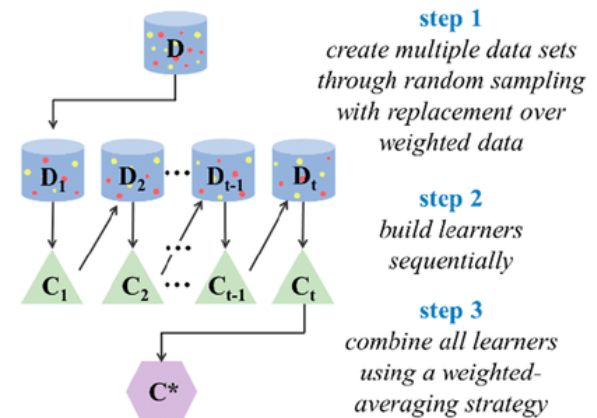 D
step 1
create multiple data sets
through random sampling
with replacement over
weighted data
D1 D2 ... Dt-1 Dt
step 2
build learners
sequentially
...
C1 C2 ... Ct-1 Ct
step 3
combine all learners
using a weighted-
averaging strategy
C*